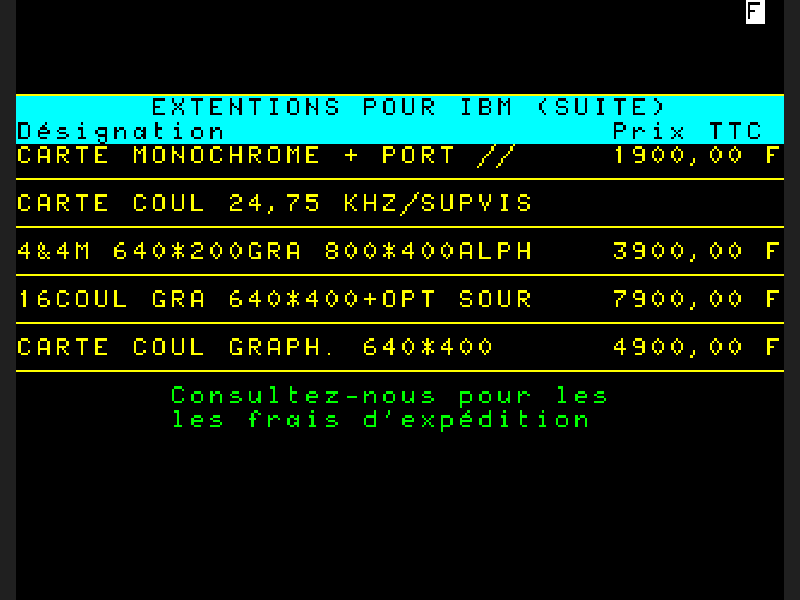 F
EXTENTIONS POUR IBM (SUITE)
Désignation Prix TTC
CARTE MONOCHROME + PORT // 1900,00 F
CARTE COUL 24,75 KHZ/SUPVIS
4&4M 640*200GRA 800*400ALPH 3900,00 F
16COUL GRA 640*400+OPT SOUR 7900,00 F
CARTE COUL GRAPH. 640*400 4900,00 F
Consultez-nous pour les
les frais d'expédition